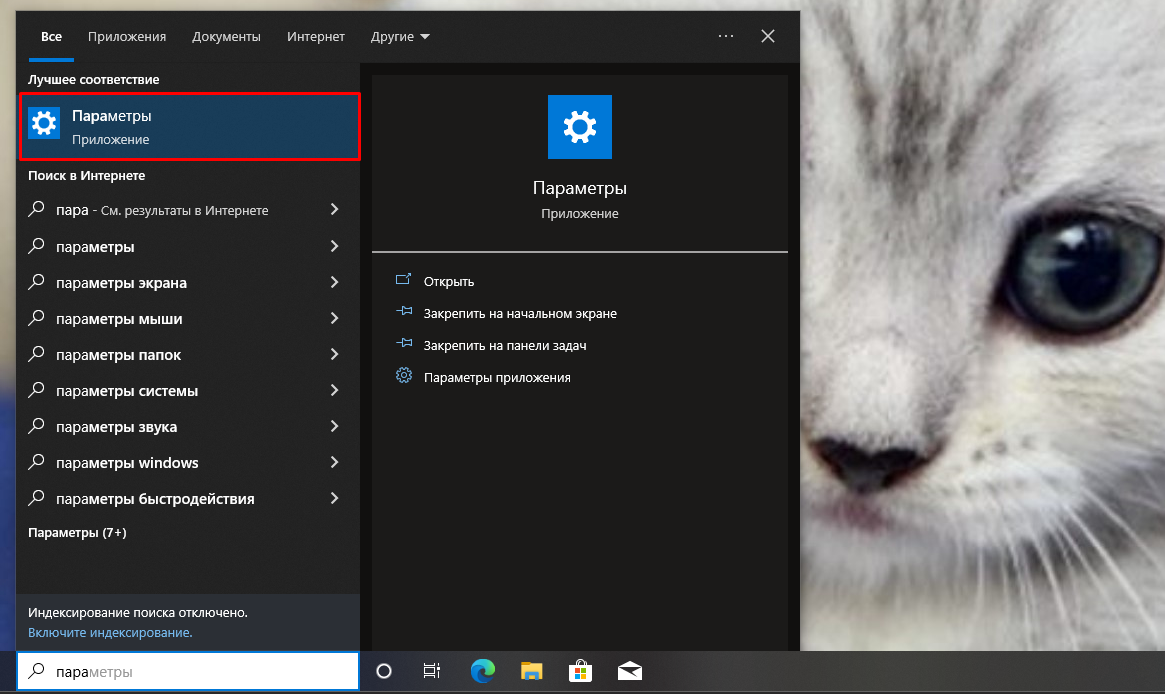 Все Приложения Документы Интернет Другие
Лучшее соответствие
Параметры
Приложение
Поиск в Интернете
пара - См. результаты в Интернете
параметры
параметры экрана
параметры мыши
параметры папок
параметры системы
параметры звука
параметры windows
параметры быстродействия
Параметры (7+)
Индексирование поиска отключено.
Включите индексирование.
параметры
Параметры
Приложение
Открыть
Закрепить на начальном экране
Закрепить на панели задач
Параметры приложения